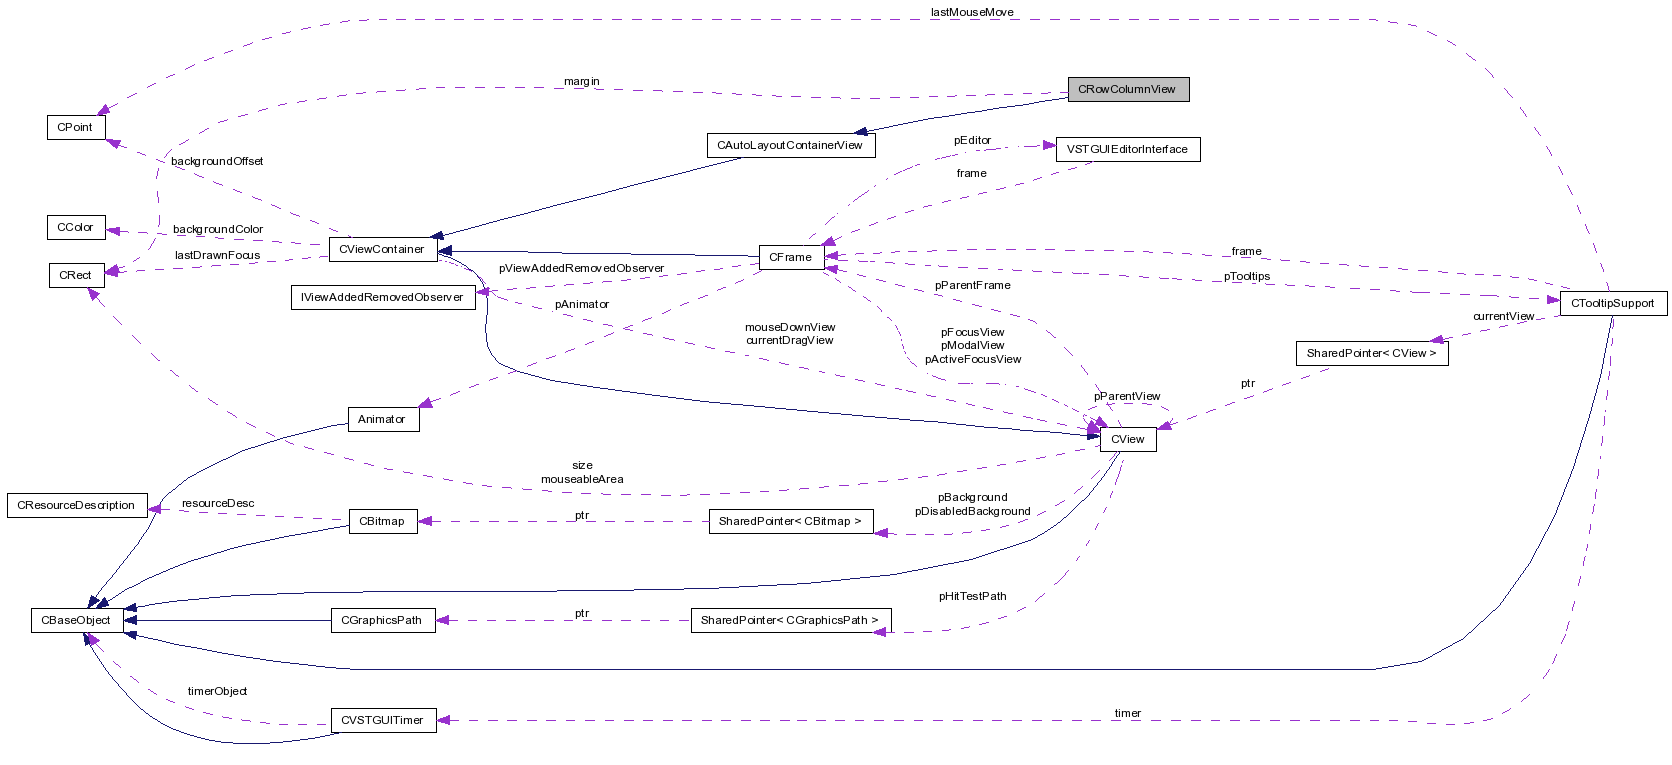 lastMouseMove
margin
CRowColumnView
CPoint
CAutoLayoutContainerView
pEditor
VSTGUIEditorInterface
backgroundOffset
frame
CColor
backgroundColor
CViewContainer
lastDrawnFocus
CRect
CFrame
frame
pViewAddedRemovedObserver
pTooltips
pParentFrame
IViewAddedRemovedObserver
pAnimator
CTooltipSupport
currentView
mouseDownView
currentDragView
pFocusView
pModalView
pActiveFocusView
SharedPointer< CView >
ptr
pParentView
Animator
CView
size
mouseableArea
CResourceDescription
resourceDesc
CBitmap
ptr
SharedPointer< CBitmap >
pBackground
pDisabledBackground
pHitTestPath
CBaseObject
CGraphicsPath
ptr
SharedPointer< CGraphicsPath >
timerObject
CVSTGUITimer
timer